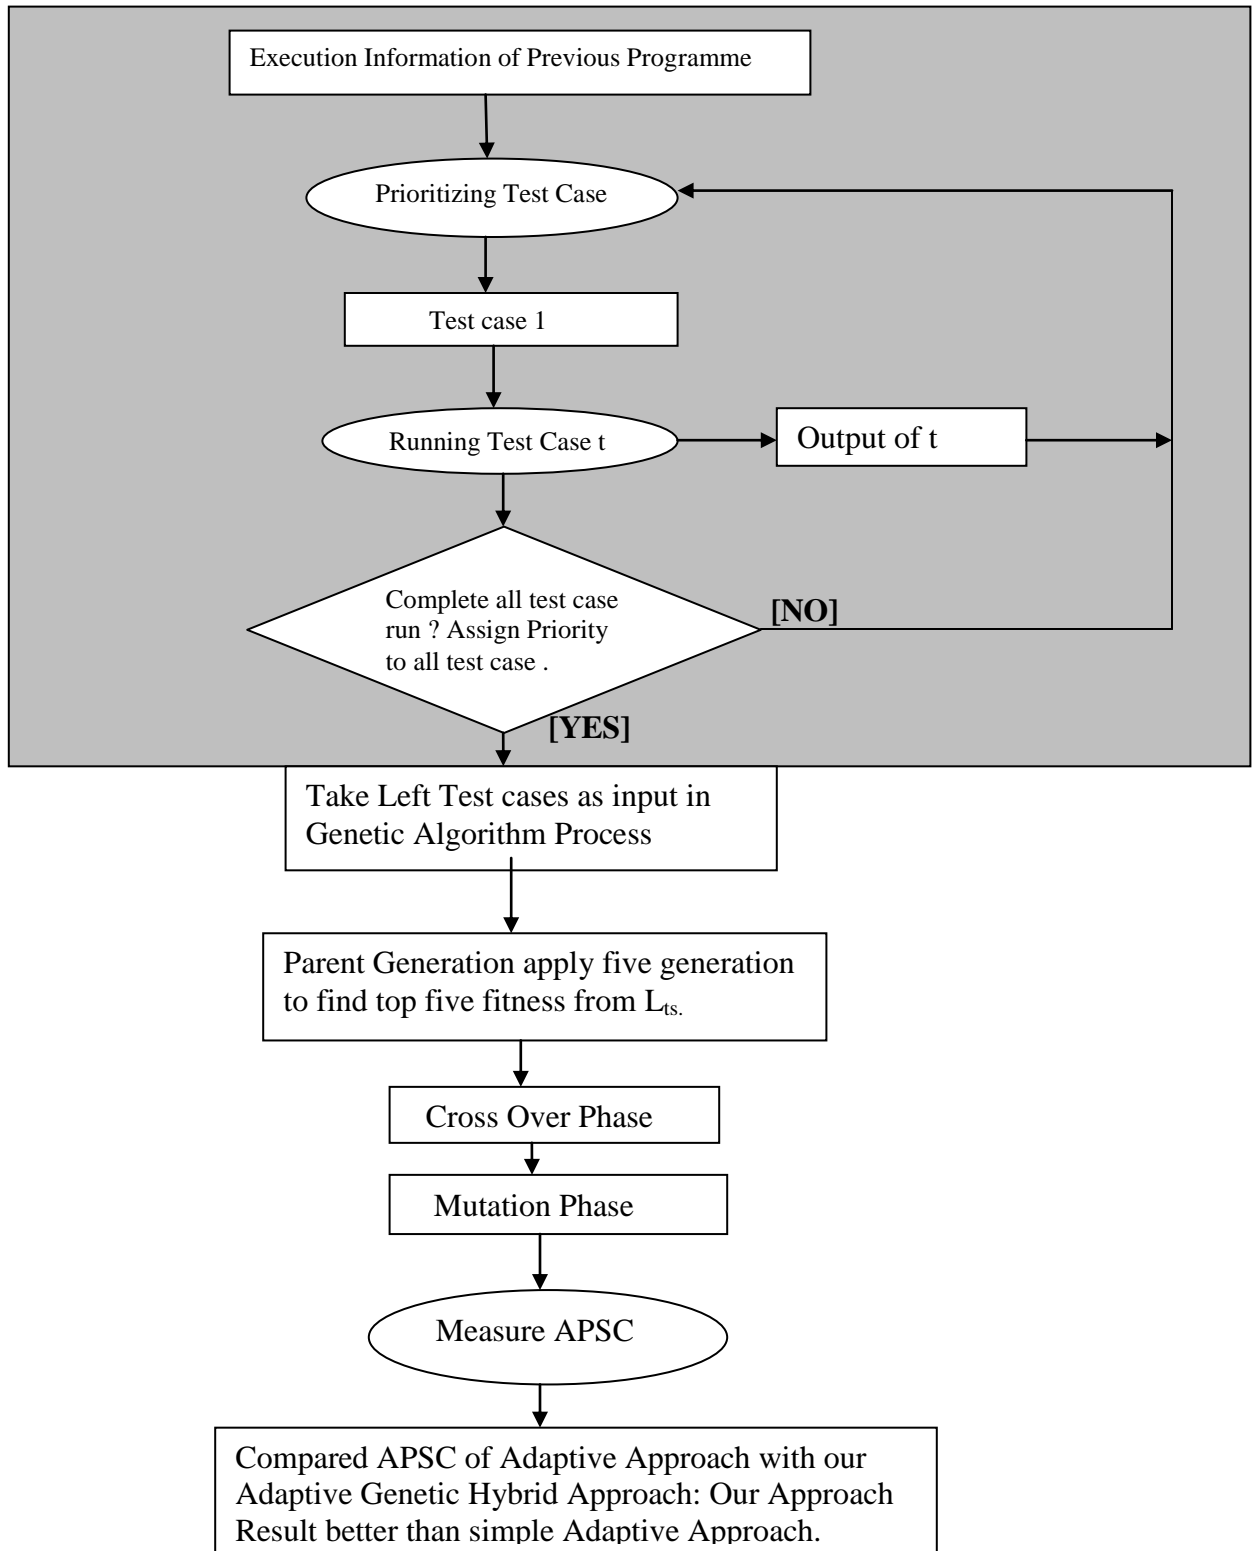 Execution Information of Previous Programme
Prioritizing Test Case
Test case 1
Running Test Case t
Output of t
Complete all test case
run ? Assign Priority
to all test case .
[NO]
[YES]
Take Left Test cases as input in
Genetic Algorithm Process
Parent Generation apply five generation
to find top five fitness from Lts.
Cross Over Phase
Mutation Phase
Measure APSC
Compared APSC of Adaptive Approach with our
Adaptive Genetic Hybrid Approach: Our Approach
Result better than simple Adaptive Approach.